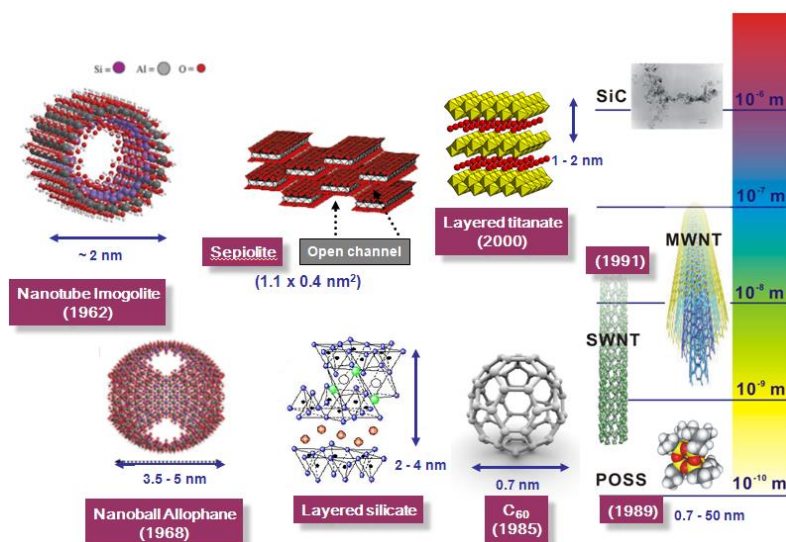 Si = Al = O =
~ 2 nm
Nanotube Imogolite
(1962)
Open channel
Sepiolite
(1.1 x 0.4 nm²)
1 - 2 nm
Layered titanate
(2000)
SiC
10⁻⁶ m
10⁻⁷ m
MWNT
(1991)
10⁻⁸ m
SWNT
10⁻⁹ m
POSS
10⁻¹⁰ m
(1989)
0.7 - 50 nm
3.5 - 5 nm
Nanoball Allophane
(1968)
2 - 4 nm
Layered silicate
0.7 nm
C₆₀
(1985)